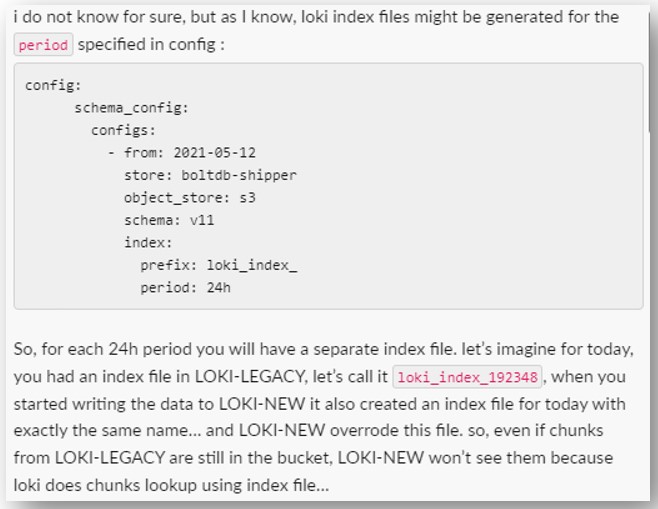 i do not know for sure, but as I know, loki index files might be generated for the
period specified in config :
config:
      schema_config:
        configs:
          - from: 2021-05-12
            store: boltdb-shipper
            object_store: s3
            schema: v11
            index:
              prefix: loki_index_
              period: 24h
So, for each 24h period you will have a separate index file. let's imagine for today,
you had an index file in LOKI-LEGACY, let's call it loki_index_192348, when you
started writing the data to LOKI-NEW it also created an index file for today with
exactly the same name… and LOKI-NEW overrode this file. so, even if chunks
from LOKI-LEGACY are still in the bucket, LOKI-NEW won't see them because
loki does chunks lookup using index file…